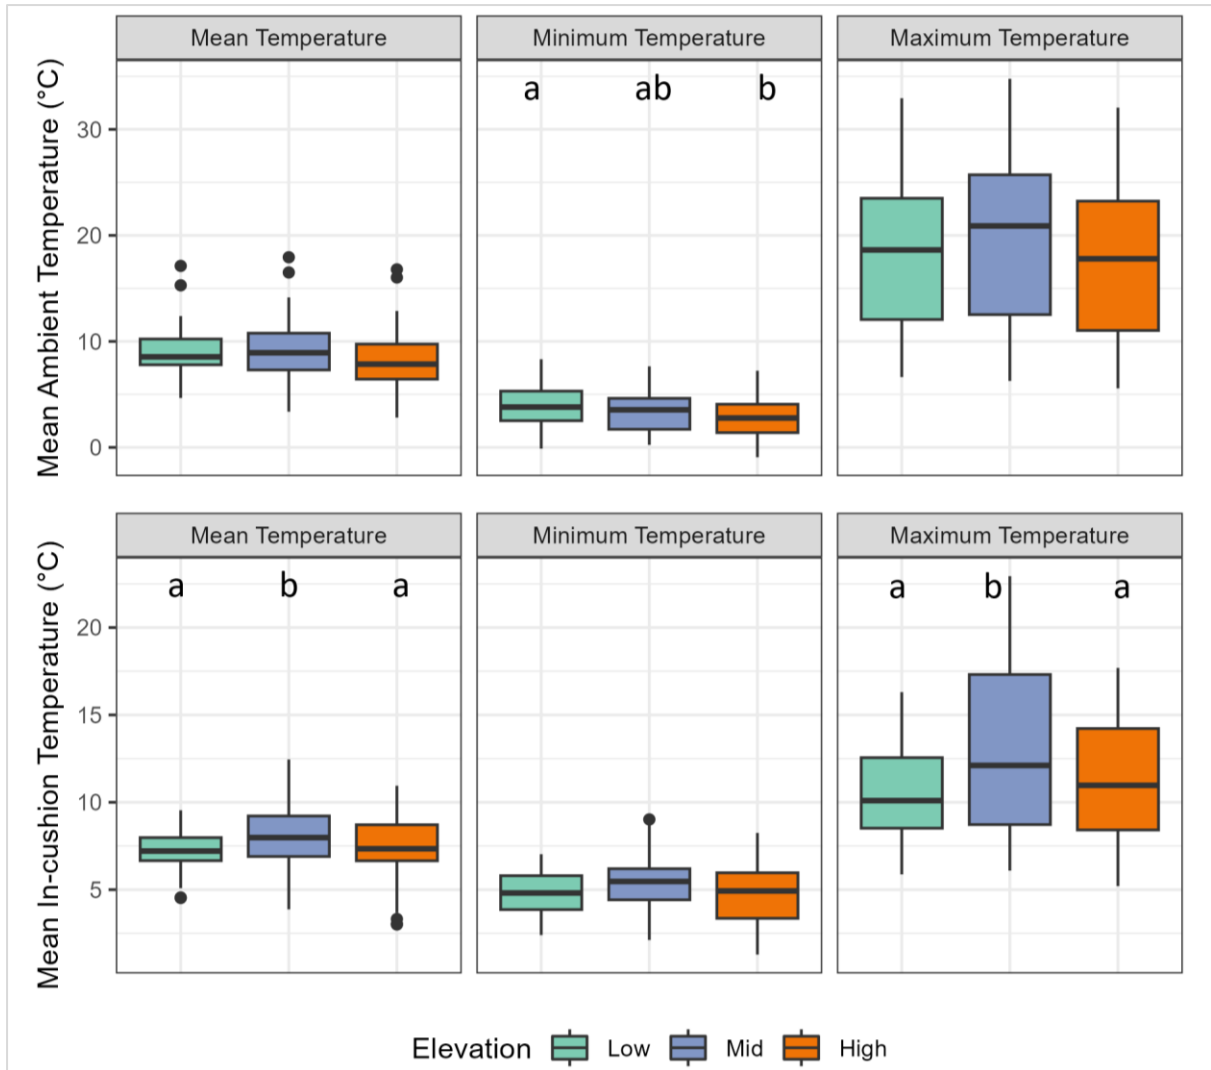 Mean Temperature
Minimum Temperature
Maximum Temperature
Mean Ambient Temperature (°C)
a
ab
b
30
20
10
0
Mean Temperature
Minimum Temperature
Maximum Temperature
Mean In-cushion Temperature (°C)
a
b
a
a
b
a
20
15
10
5
Elevation Low Mid High